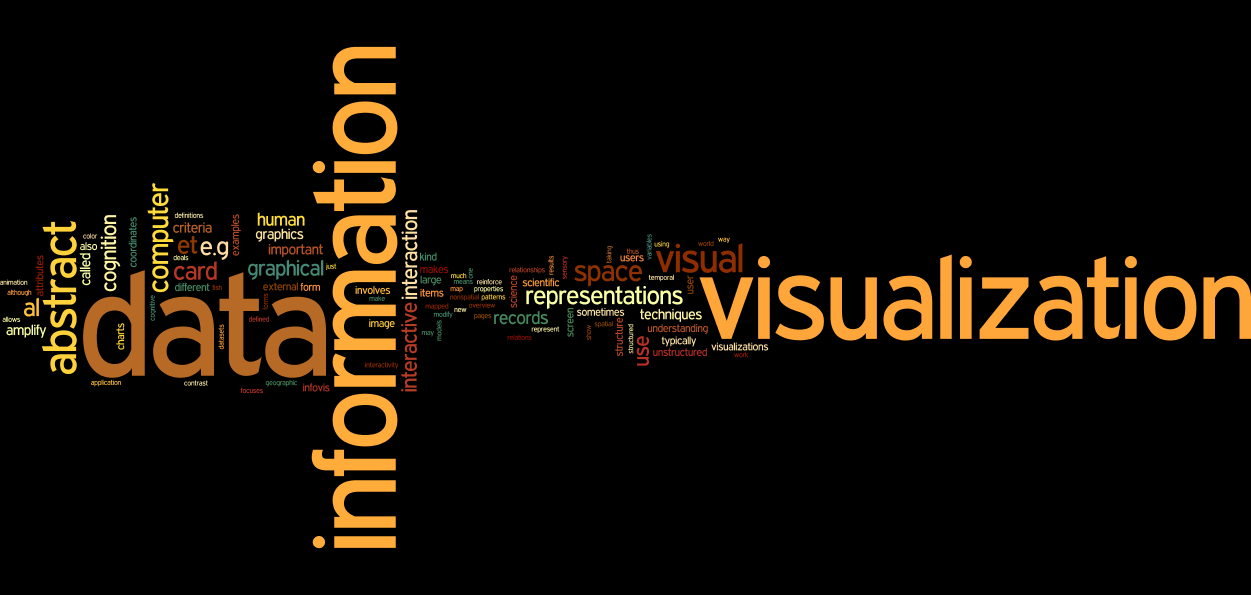 information
visualization
data
abstract
computer
cognition
definitions
criteria
et
e.g
examples
human
graphics
important
color
also
called
coordinates
deals
card
graphical
just
different
fish
external
form
forms
animation
although
attributes
al
allows
amplify
charts
cognitive
datasets
defined
application
contrast
geographic
focuses
infovis
involves
make
image
interactivity
interaction
interactive
kind
makes
large
much
means
one
items
map
reinforce
properties
nonspatial
patterns
mapped
overview
modify
new
pages
may
models
records
relationships
results
science
scientific
sensory
representations
represent
relations
space
taking
thus
users
variables
using
visual
world
way
temporal
user
screen
sometimes
spatial
show
structure
structured
techniques
understanding
typically
use
unstructured
visualizations
work